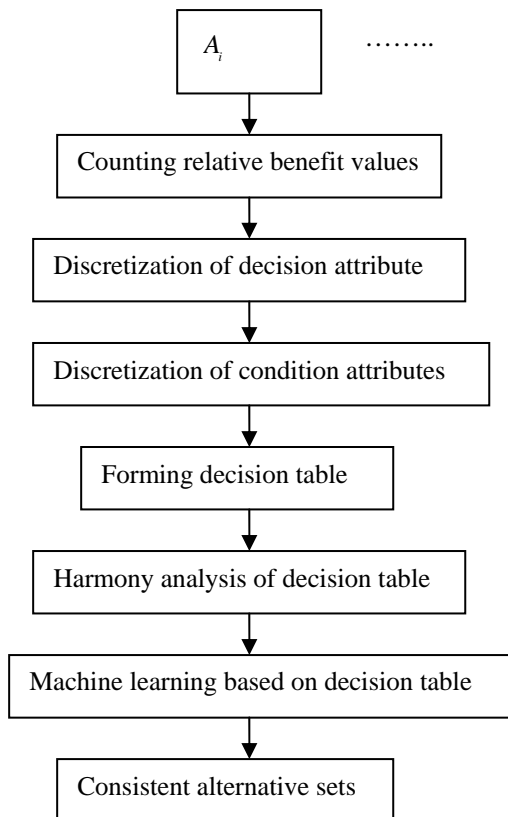 A_i ……..
Counting relative benefit values
Discretization of decision attribute
Discretization of condition attributes
Forming decision table
Harmony analysis of decision table
Machine learning based on decision table
Consistent alternative sets